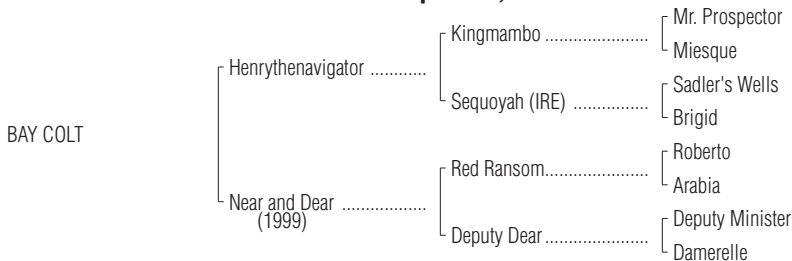 Mr. Prospector
Kingmambo ......................
Miesque
Henrythenavigator ............
Sadler's Wells
Sequoyah (IRE) ................
Brigid
BAY COLT
Roberto
Red Ransom......................
Arabia
Near and Dear ..................
(1999)
Deputy Minister
Deputy Dear......................
Damerelle